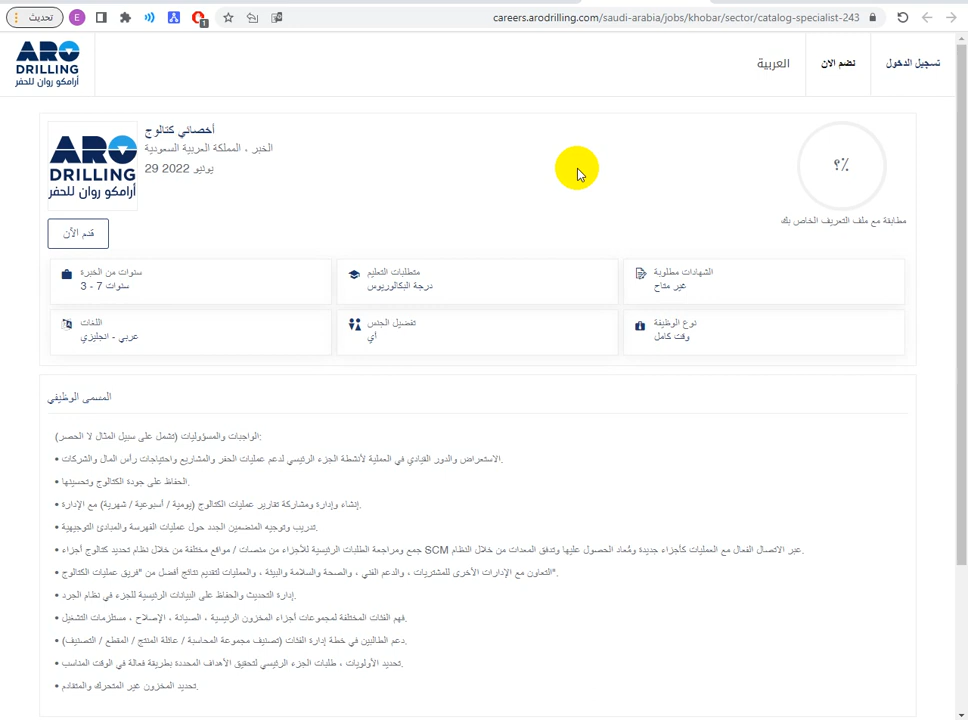 تحديث
E
1
careers.arodrilling.com/saudi-arabia/jobs/khobar/sector/catalog-specialist-243
ARO
DRILLING
أرامكو روان للحفر
العربية
نضم الان
تسجيل الدخول
ARO
DRILLING
أرامكو روان للحفر
أخصائي كتالوج
الخبر ، المملكة العربية السعودية
29 يونيو 2022
قدم الآن
؟٪
مطابقة مع ملف التعريف الخاص بك
سنوات من الخبرة
3 - 7 سنوات
متطلبات التعليم
درجة البكالوريوس
الشهادات مطلوبة
غير متاح
اللغات
عربي - انجليزي
تفضيل الجنس
أي
نوع الوظيفة
وقت كامل
المسمى الوظيفي
الواجبات والمسؤوليات (تشمل على سبيل المثال لا الحصر):
• الاستعراض والدور القيادي في العملية لأنشطة الجزء الرئيسي لدعم عمليات الحفر والمشاريع واحتياجات رأس المال والشركات.
• الحفاظ على جودة الكتالوج وتحسينها.
• إنشاء وإدارة ومشاركة تقارير عمليات الكتالوج (يومية / أسبوعية / شهرية) مع الإدارة.
• تدريب وتوجيه المنضمين الجدد حول عمليات الفهرسة والمبادئ التوجيهية.
• جمع ومراجعة الطلبات الرئيسية للأجزاء من منصات / مواقع مختلفة من خلال نظام تحديد كتالوج أجزاء SCM عبر الاتصال الفعال مع العمليات كأجزاء جديدة ومُعاد الحصول عليها وتدفق المعدات من خلال النظام.
• التعاون مع الإدارات الأخرى للمشتريات ، والدعم الفني ، والصحة والسلامة والبيئة ، والعمليات لتقديم نتائج أفضل من "فريق عمليات الكتالوج".
• إدارة التحديث والحفاظ على البيانات الرئيسية للجزء في نظام الجرد.
• فهم الفئات المختلفة لمجموعات أجزاء المخزون الرئيسية ، الصيانة ، الإصلاح ، مستلزمات التشغيل.
• دعم الطالبين في خطة إدارة الفئات (تصنيف مجموعة المحاسبة / عائلة المنتج / المقطع / التصنيف).
• تحديد الأولويات ، طلبات الجزء الرئيسي لتحقيق الأهداف المحددة بطريقة فعالة في الوقت المناسب.
• تحديد المخزون غير المتحرك والمتقادم.